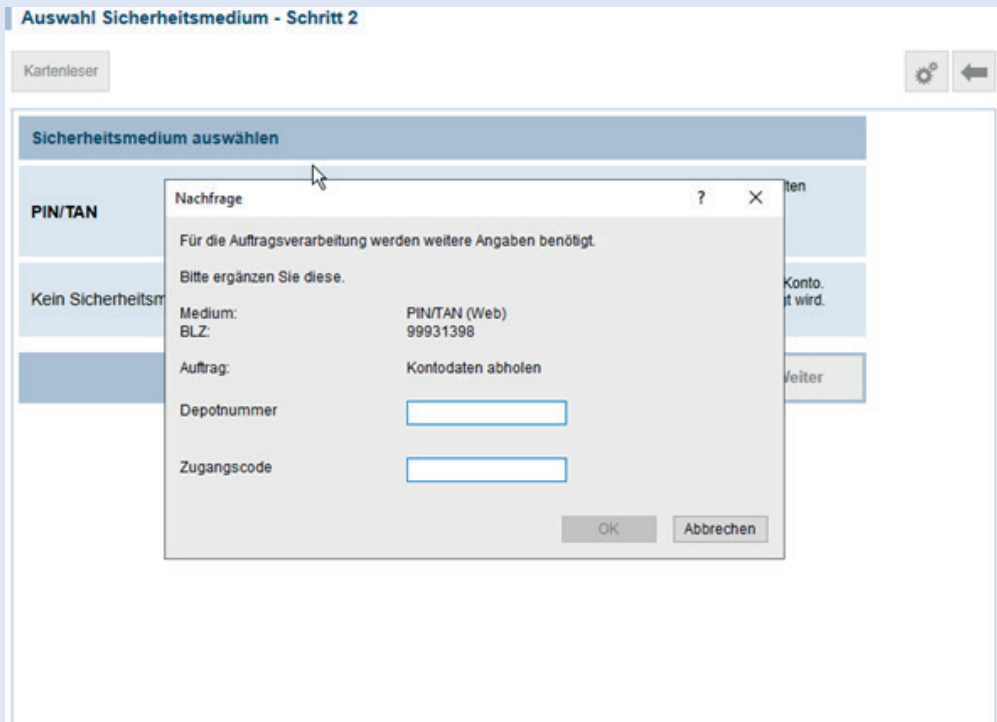 Auswahl Sicherheitsmedium - Schritt 2
Kartenleser
Sicherheitsmedium auswählen
PIN/TAN
Nachfrage
?
Für die Auftragsverarbeitung werden weitere Angaben benötigt.
Bitte ergänzen Sie diese.
Medium: PIN/TAN (Web)
BLZ: 99931398
Auftrag: Kontodaten abholen
Depotnummer
Zugangscode
OK Abbrechen
Kein Sicherheitsm
Konto.
wird.